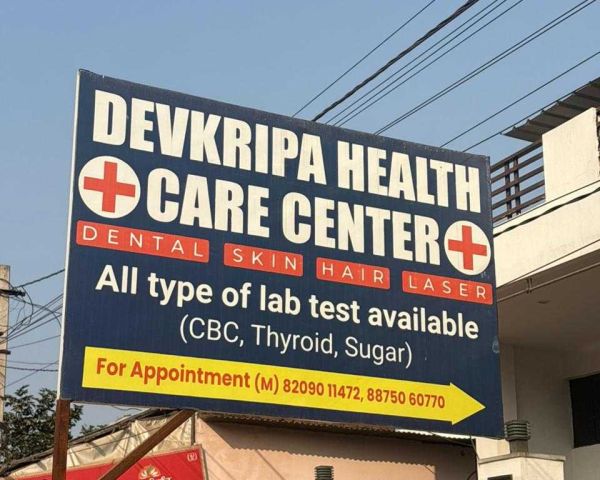 DEVKRIPA HEALTH
CARE CENTER
DENTAL SKIN HAIR LASER
All type of lab test available
(CBC, Thyroid, Sugar)
For Appointment (M) 82090 11472, 88750 60770